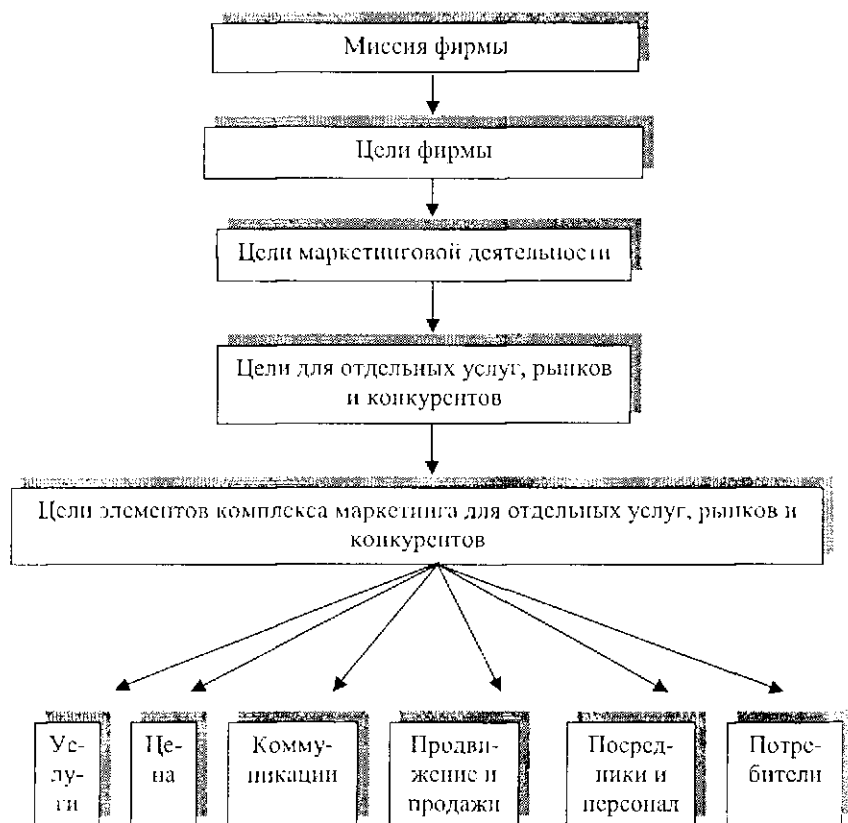 Миссия фирмы
Цели фирмы
Цели маркетинговой деятельности
Цели для отдельных услуг, рынков
и конкурентов
Цели элементов комплекса маркетинга для отдельных услуг, рынков и
конкурентов
Ус-
лу-
ги
Це-
на
Комму-
никации
Продви-
жение и
продажи
Посред-
ники и
персонал
Потре-
бители